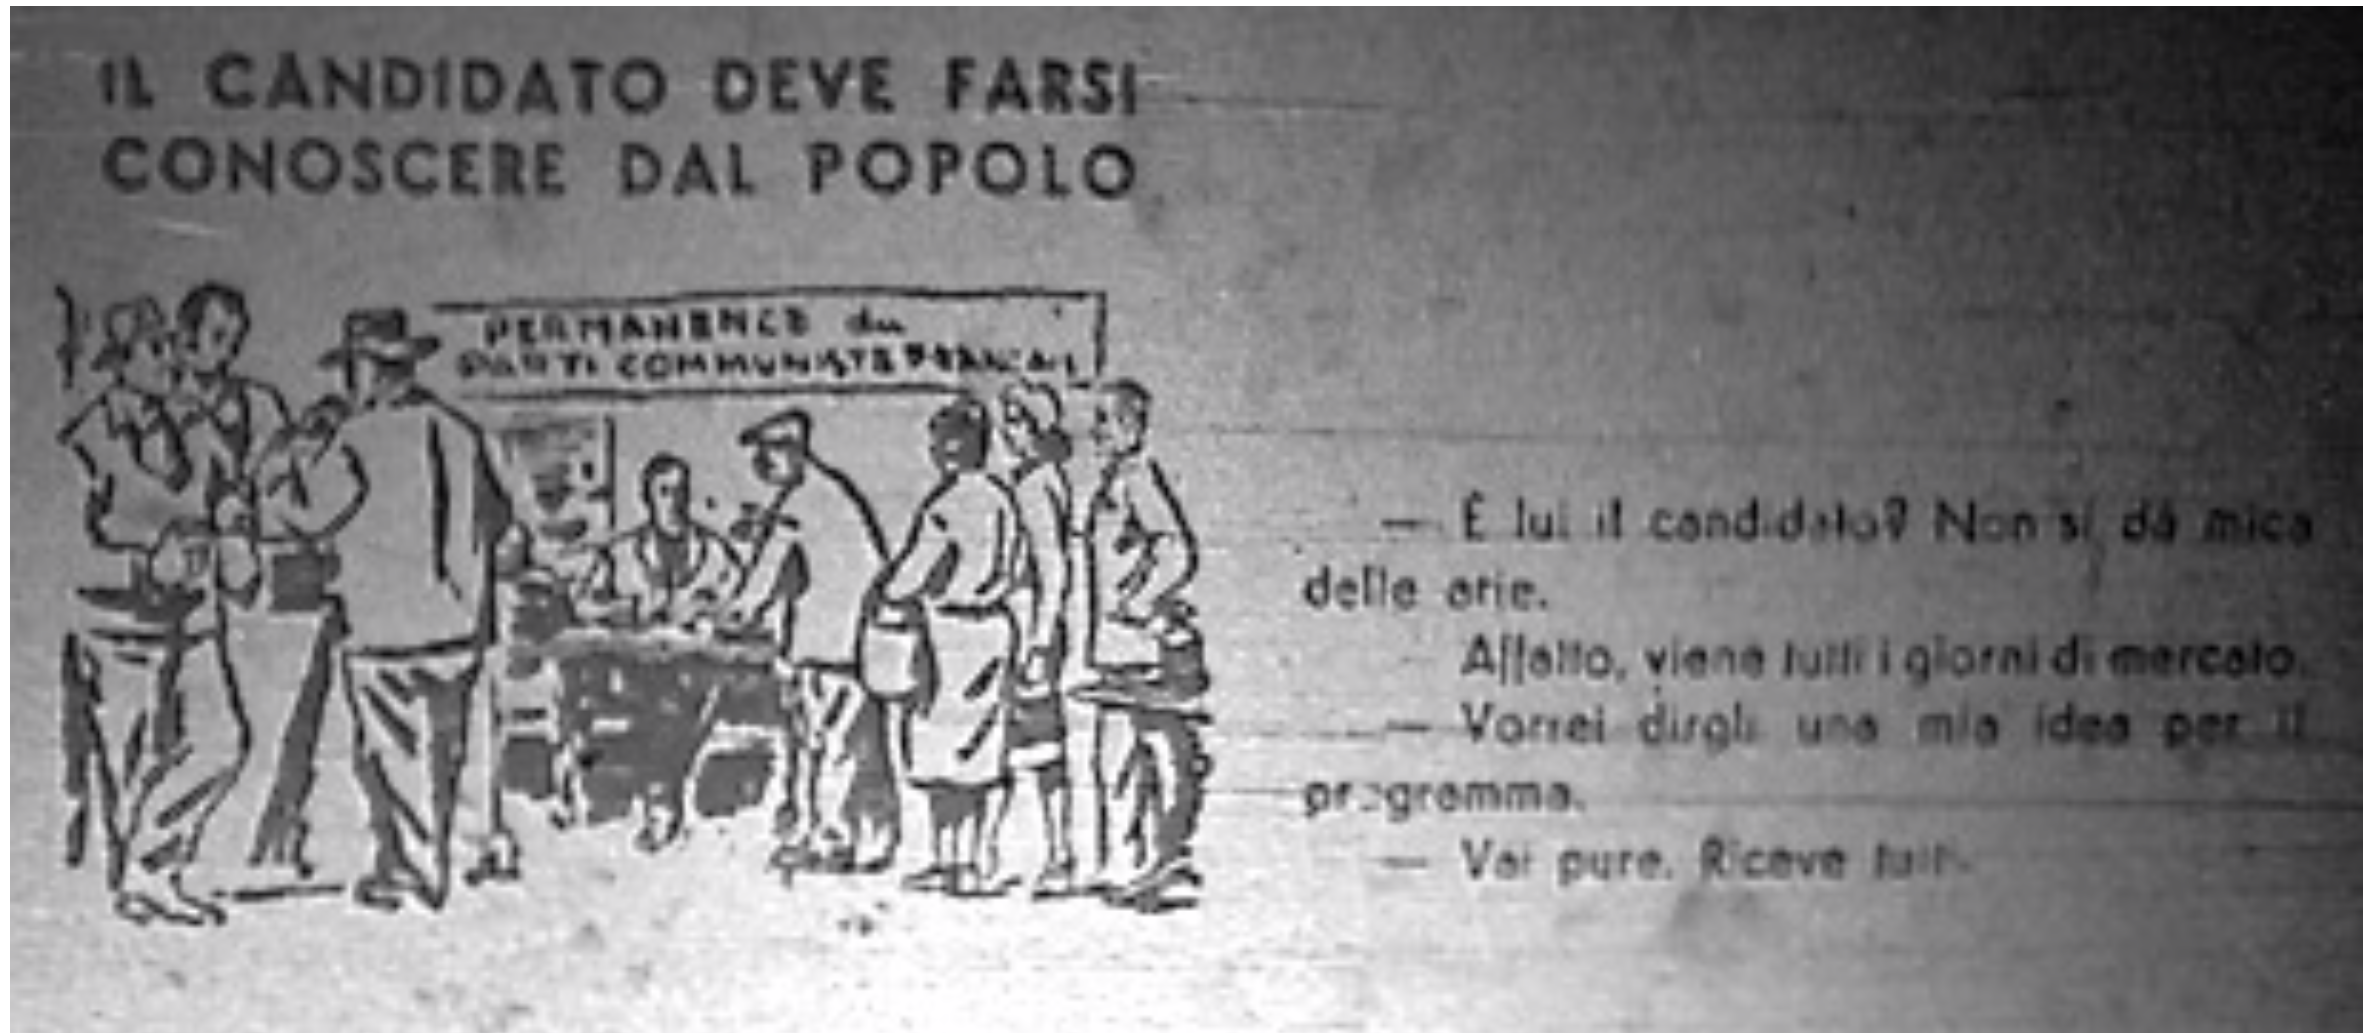 IL CANDIDATO DEVE FARSI
CONOSCERE DAL POPOLO
PERMANENCE du
PARTI COMMUNISTE FRANÇAIS
— È lui il candidato? Non si dà mica
delle arie.
Affatto, viene tutti i giorni di mercato.
— Vorrei dirgli una mia idea per il
programma.
— Vai pure. Riceve tutti.